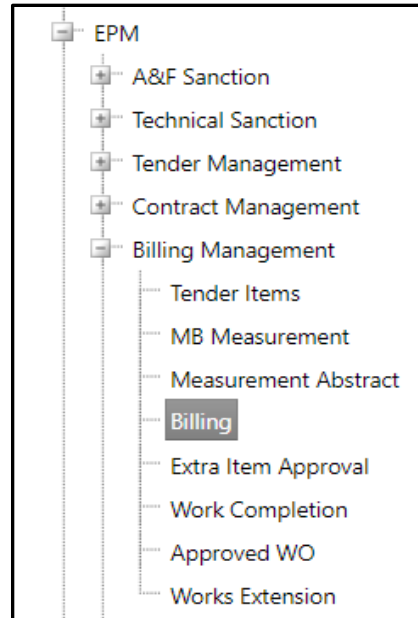 EPM
A&F Sanction
Technical Sanction
Tender Management
Contract Management
Billing Management
Tender Items
MB Measurement
Measurement Abstract
Billing
Extra Item Approval
Work Completion
Approved WO
Works Extension